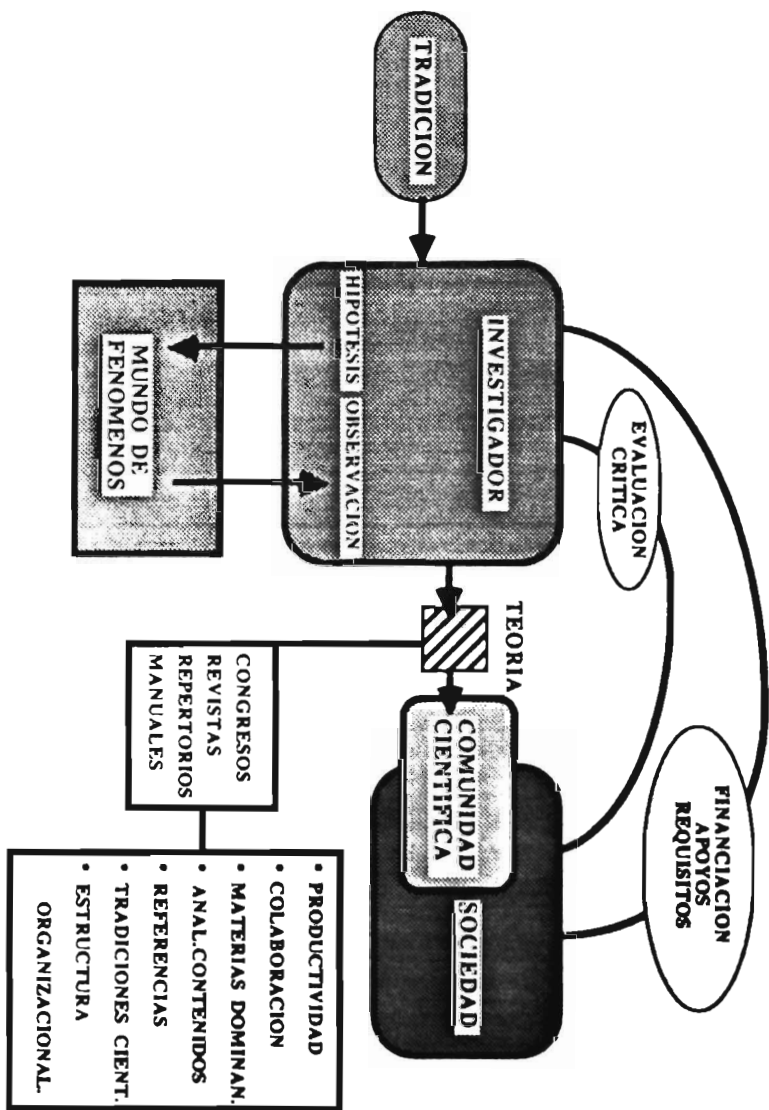 TRADICION
INVESTIGADOR
HIPOTESIS OBSERVACION
MUNDO DE
FENOMENOS
EVALUACION
CRITICA
FINANCIACION
APOYOS
REQUISITOS
TEORIA
COMUNIDAD
CIENTIFICA
SOCIEDAD
CONGRESOS
REVISTAS
REPERTORIOS
MANUALES
• PRODUCTIVIDAD
• COLABORACION
• MATERIAS DOMINAN.
• ANAL.CONTENIDOS
• REFERENCIAS
• TRADICIONES CIENT.
• ESTRUCTURA
ORGANIZACIONAL.